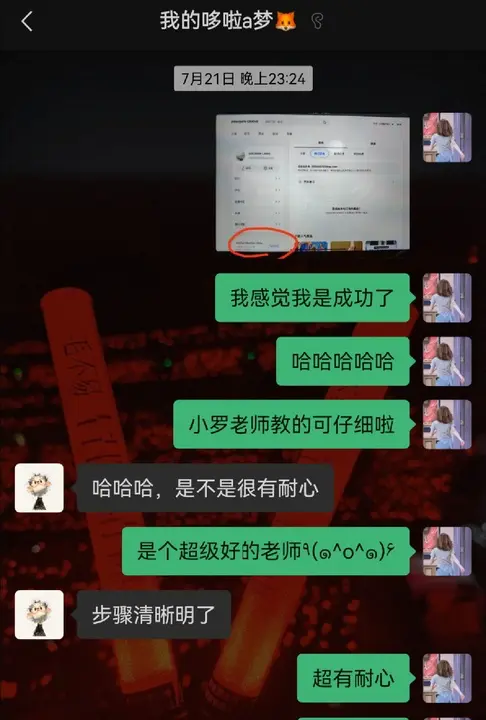 我的哆啦a梦🦊
7月21日 晚上23:24
我感觉我是成功了
哈哈哈哈哈
小罗老师教的可仔细啦
哈哈哈，是不是很有耐心
是个超级好的老师٩(๑^o^๑)۶
步骤清晰明了
超有耐心